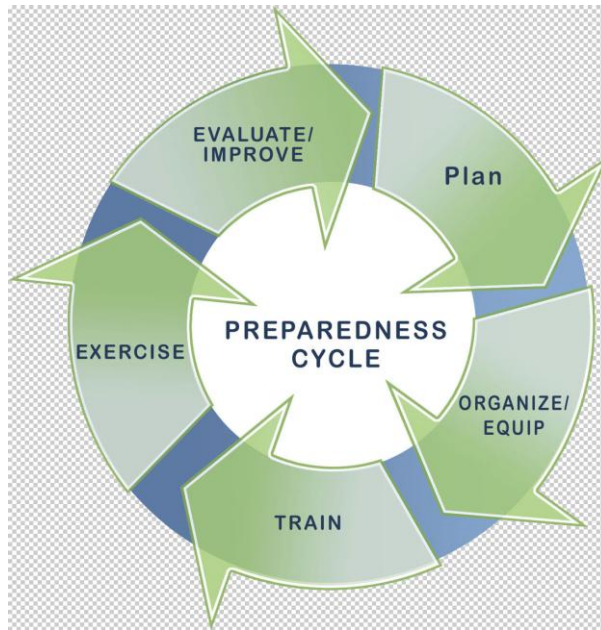 EVALUATE/
IMPROVE
Plan
ORGANIZE/
EQUIP
TRAIN
EXERCISE
PREPAREDNESS
CYCLE